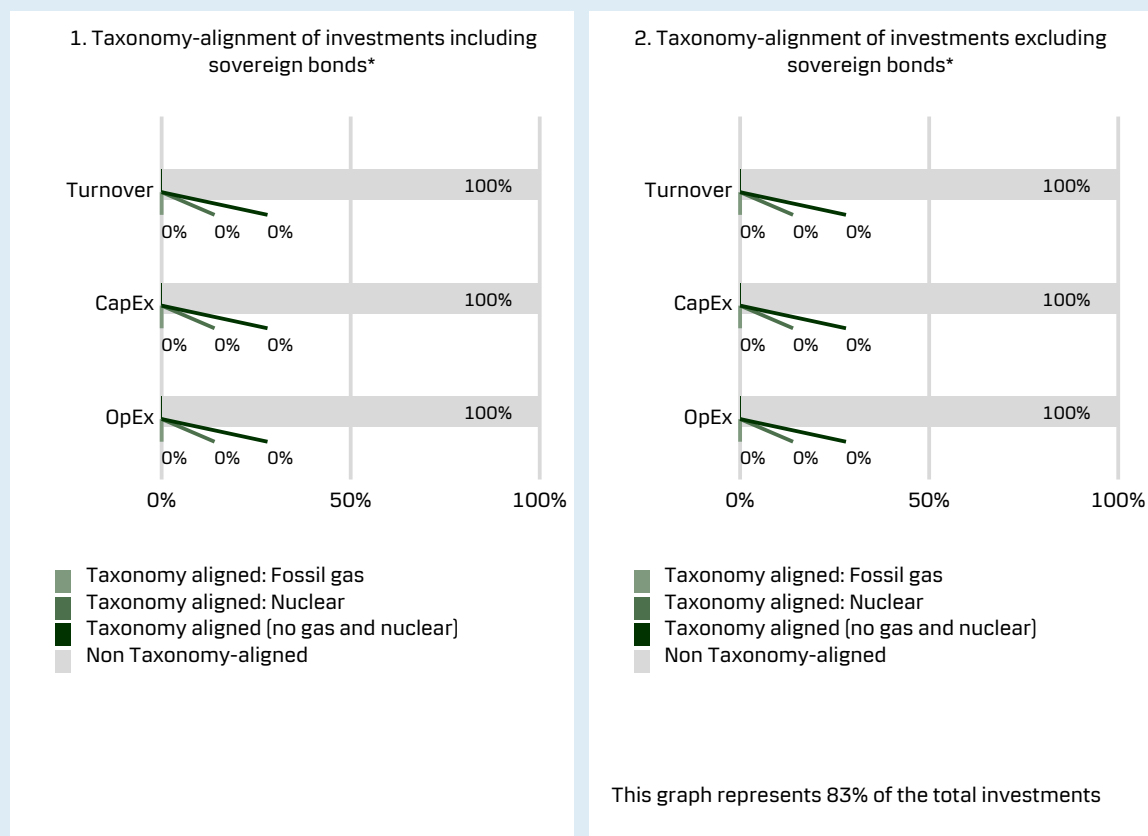 1. Taxonomy-alignment of investments including
sovereign bonds*
Turnover
100%
0% 0% 0%
CapEx
100%
0% 0% 0%
OpEx
100%
0% 0% 0%
0% 50% 100%
Taxonomy aligned: Fossil gas
Taxonomy aligned: Nuclear
Taxonomy aligned (no gas and nuclear)
Non Taxonomy-aligned
2. Taxonomy-alignment of investments excluding
sovereign bonds*
Turnover
100%
0% 0% 0%
CapEx
100%
0% 0% 0%
OpEx
100%
0% 0% 0%
0% 50% 100%
Taxonomy aligned: Fossil gas
Taxonomy aligned: Nuclear
Taxonomy aligned (no gas and nuclear)
Non Taxonomy-aligned
This graph represents 83% of the total investments